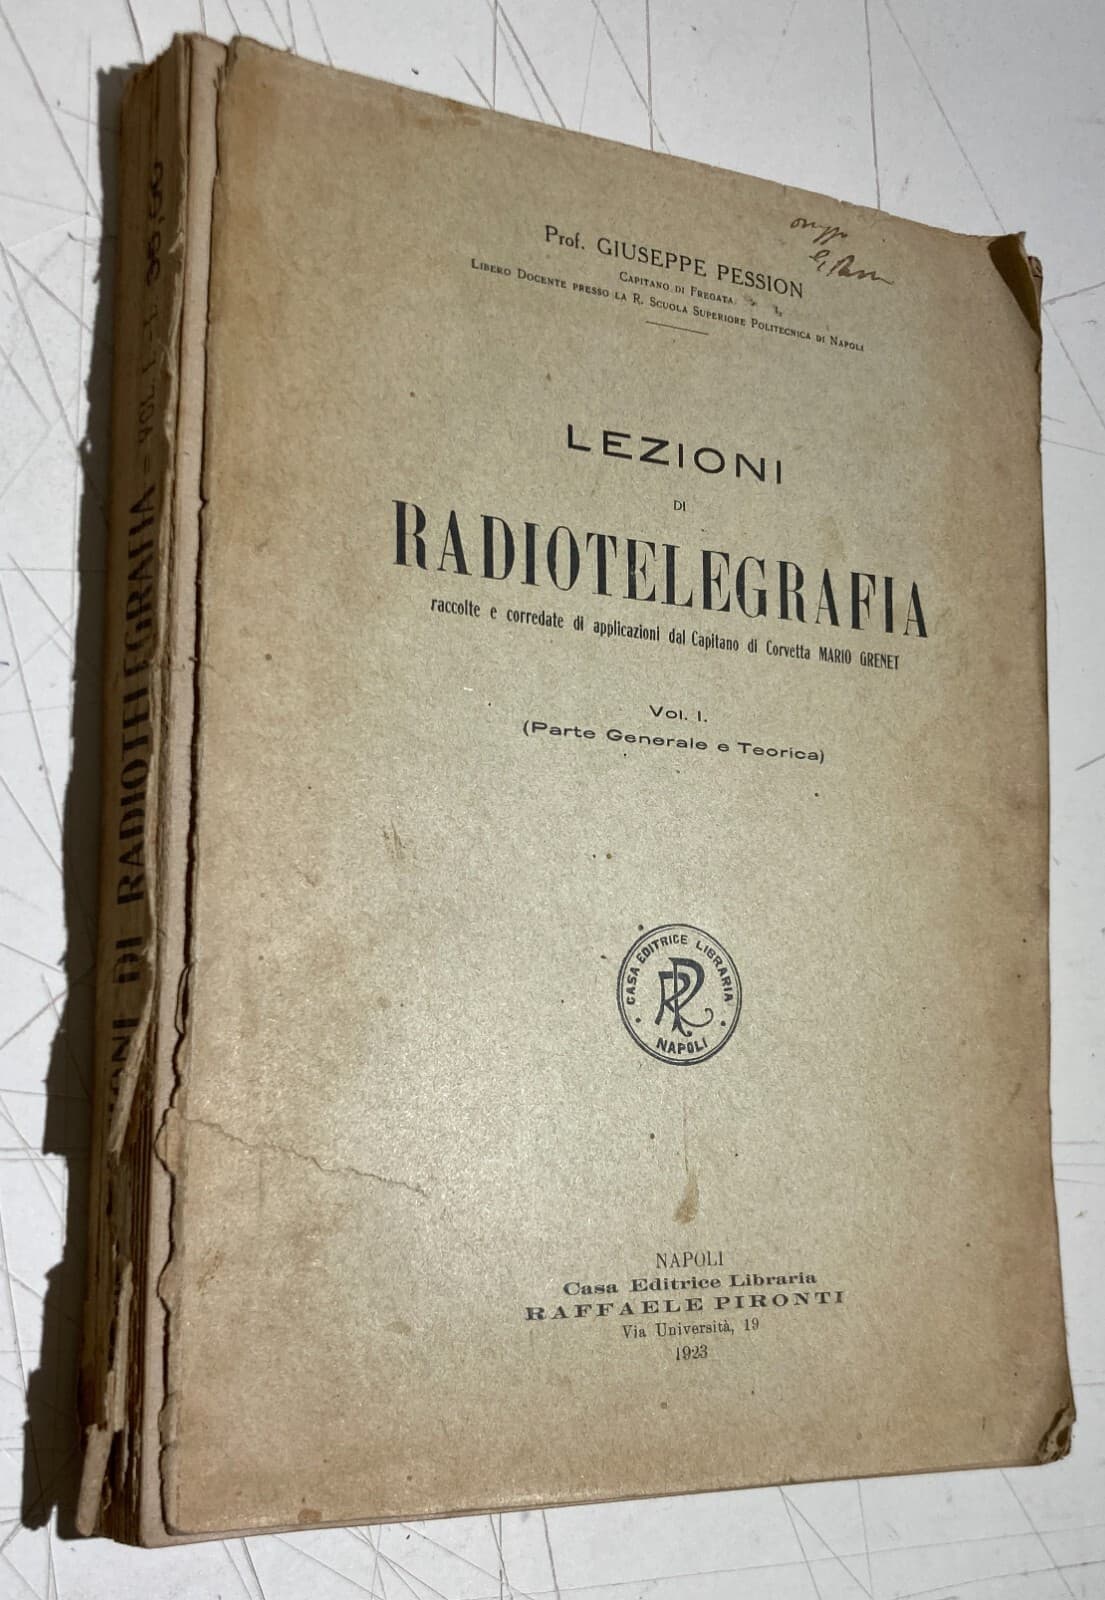 Prof. GIUSEPPE PESSION
CAPITANO DI FREGATA
LIBERO DOCENTE PRESSO LA R. SCUOLA SUPERIORE POLITECNICA DI NAPOLI
LEZIONI
DI
RADIOTELEGRAFIA
raccolte e corredate di applicazioni dal Capitano di Corvetta MARIO GRENET
Vol. I.
(Parte Generale e Teorica)
CASA EDITRICE LIBRARIA
NAPOLI
NAPOLI
Casa Editrice Libraria
RAFFAELE PIRONTI
Via Università, 19
1923
DI RADIOTELEGRAFIA - VOL. I